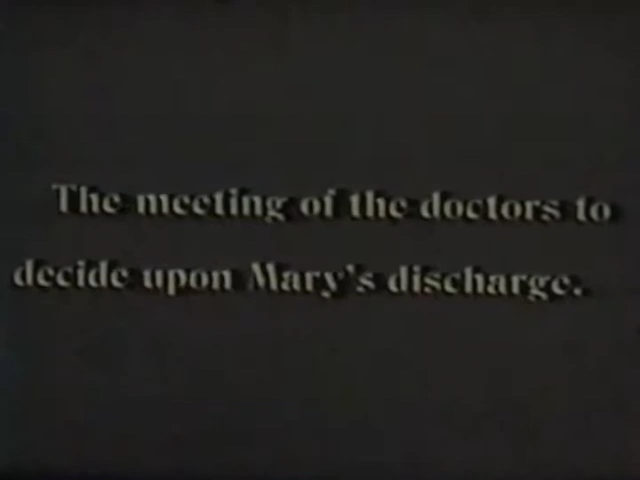 The meeting of the doctors to
decide upon Mary's discharge.